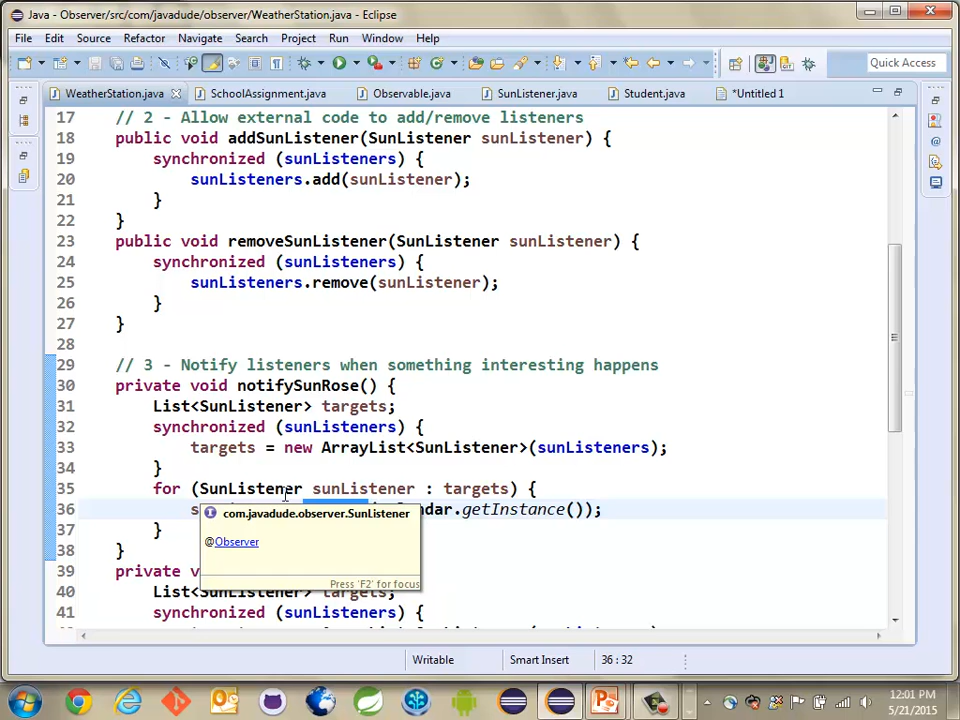 Java - Observer/src/com/javadude/observer/WeatherStation.java - Eclipse
File Edit Source Refactor Navigate Search Project Run Window Help
Quick Access
WeatherStation.java SchoolAssignment.java Observable.java SunListener.java Student.java *Untitled 1
17 // 2 - Allow external code to add/remove listeners
18 public void addSunListener(SunListener sunListener) {
19 synchronized (sunListeners) {
20 sunListeners.add(sunListener);
21 }
22 }
23 public void removeSunListener(SunListener sunListener) {
24 synchronized (sunListeners) {
25 sunListeners.remove(sunListener);
26 }
27 }
28
29 // 3 - Notify listeners when something interesting happens
30 private void notifySunRose() {
31 List<SunListener> targets;
32 synchronized (sunListeners) {
33 targets = new ArrayList<SunListener>(sunListeners);
34 }
35 for (SunListener sunListener : targets) {
36 .getInstance());
com.javadude.observer.SunListener
37 }
@Observer
38 }
39 private
Press 'F2' for focus
40 List<SunListener> targets;
41 synchronized (sunListeners) {
Writable Smart Insert 36 : 32
12:01 PM
5/21/2015